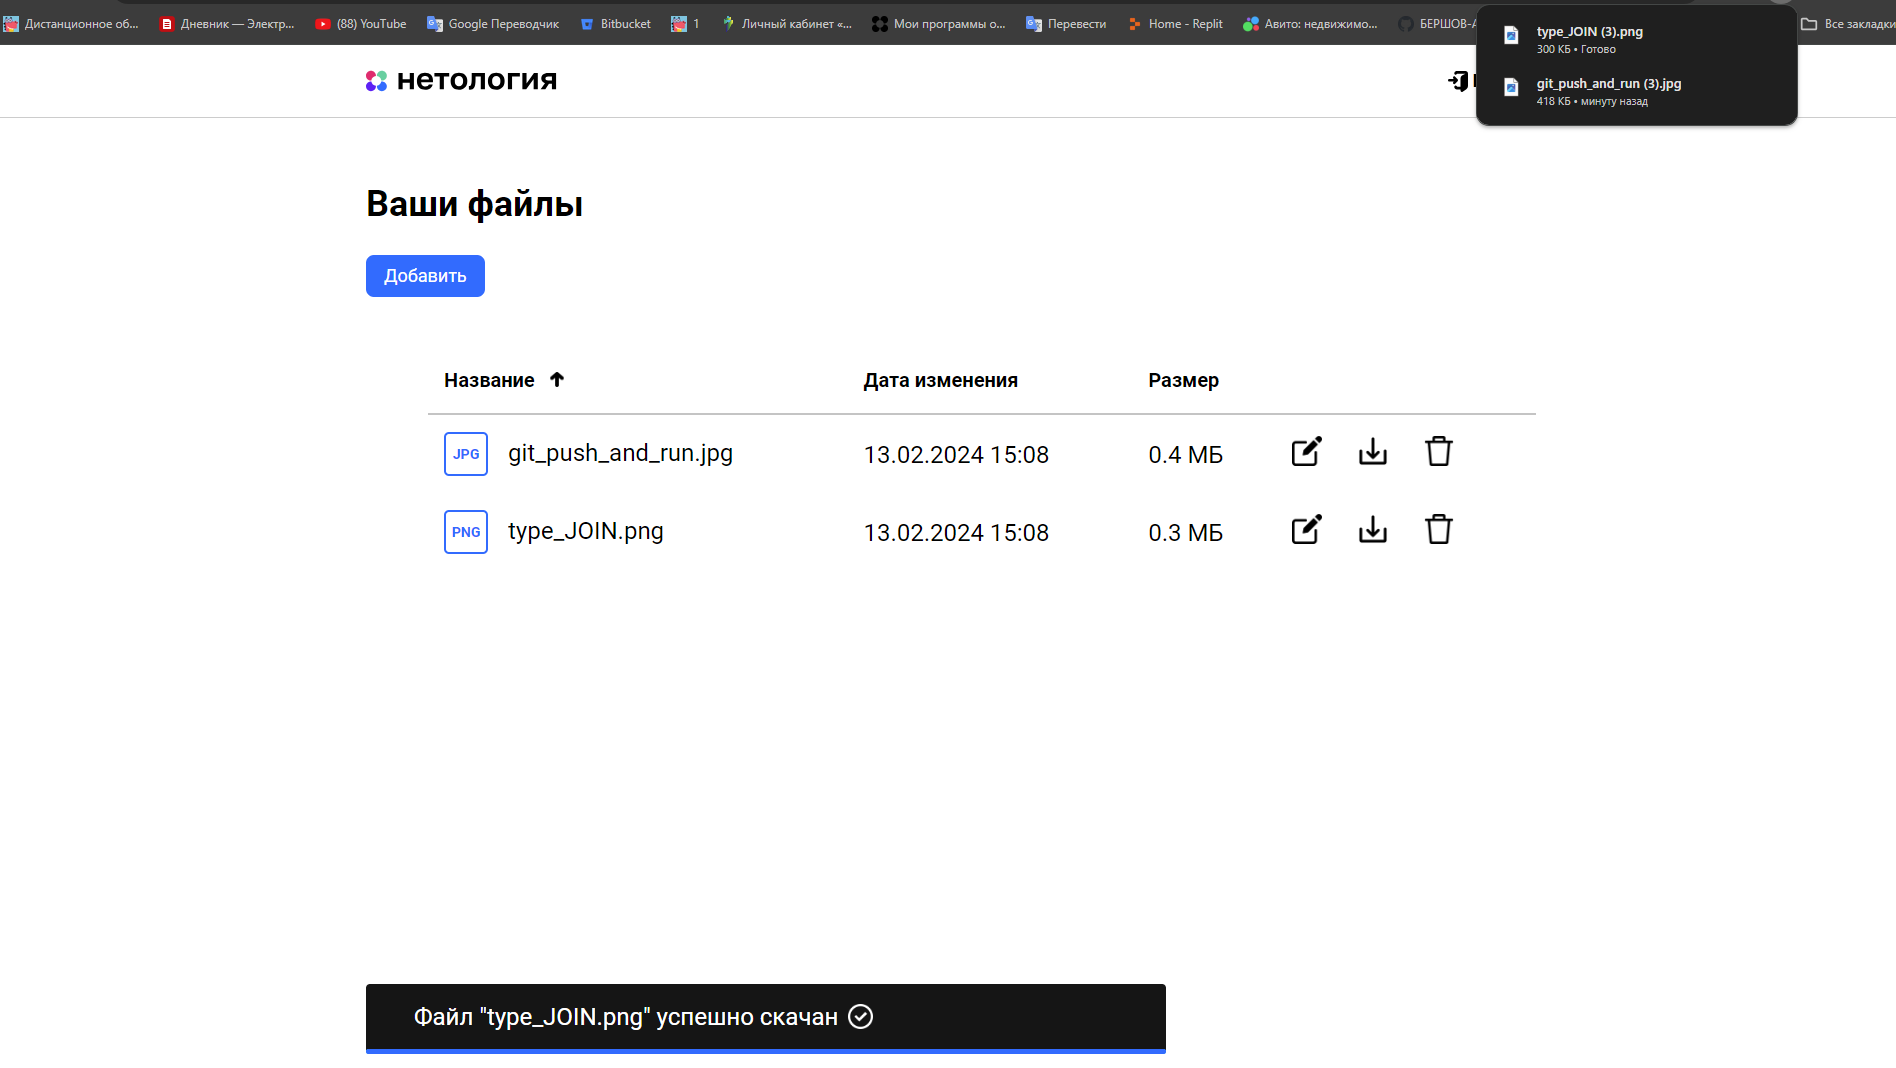 Дистанционное об...
Дневник — Электр...
(88) YouTube
Google Переводчик
Bitbucket
1
Личный кабинет «...
Мои программы о...
Перевести
Home - Replit
Авито: недвижимо...
БЕРШОВ-А
Все закладки
type_JOIN (3).png
300 КБ • Готово
git_push_and_run (3).jpg
418 КБ • минуту назад
нетология
Ваши файлы
Добавить
Название
Дата изменения
Размер
JPG git_push_and_run.jpg 13.02.2024 15:08 0.4 МБ
PNG type_JOIN.png 13.02.2024 15:08 0.3 МБ
Файл "type_JOIN.png" успешно скачан